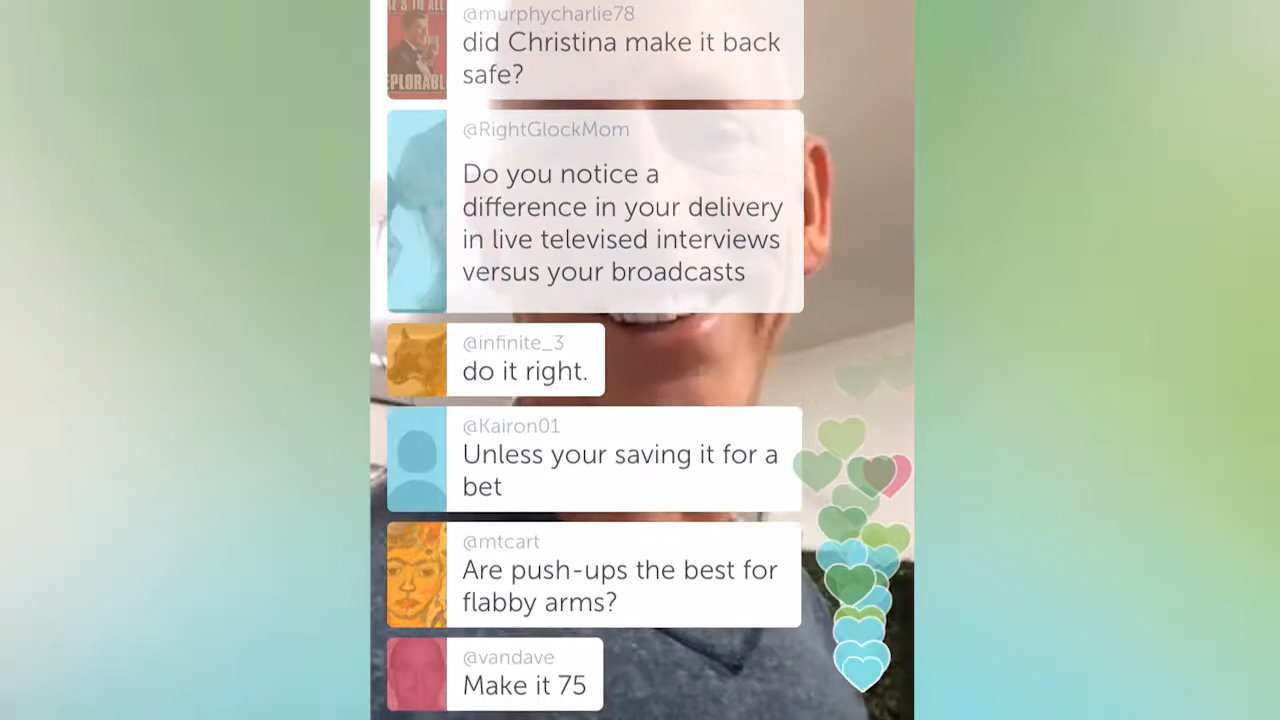 @murphycharlie78
did Christina make it back
safe?
@RightGlockMom
Do you notice a
difference in your delivery
in live televised interviews
versus your broadcasts
@infinite_3
do it right.
@Kairon01
Unless your saving it for a
bet
@mtcart
Are push-ups the best for
flabby arms?
@vandave
Make it 75